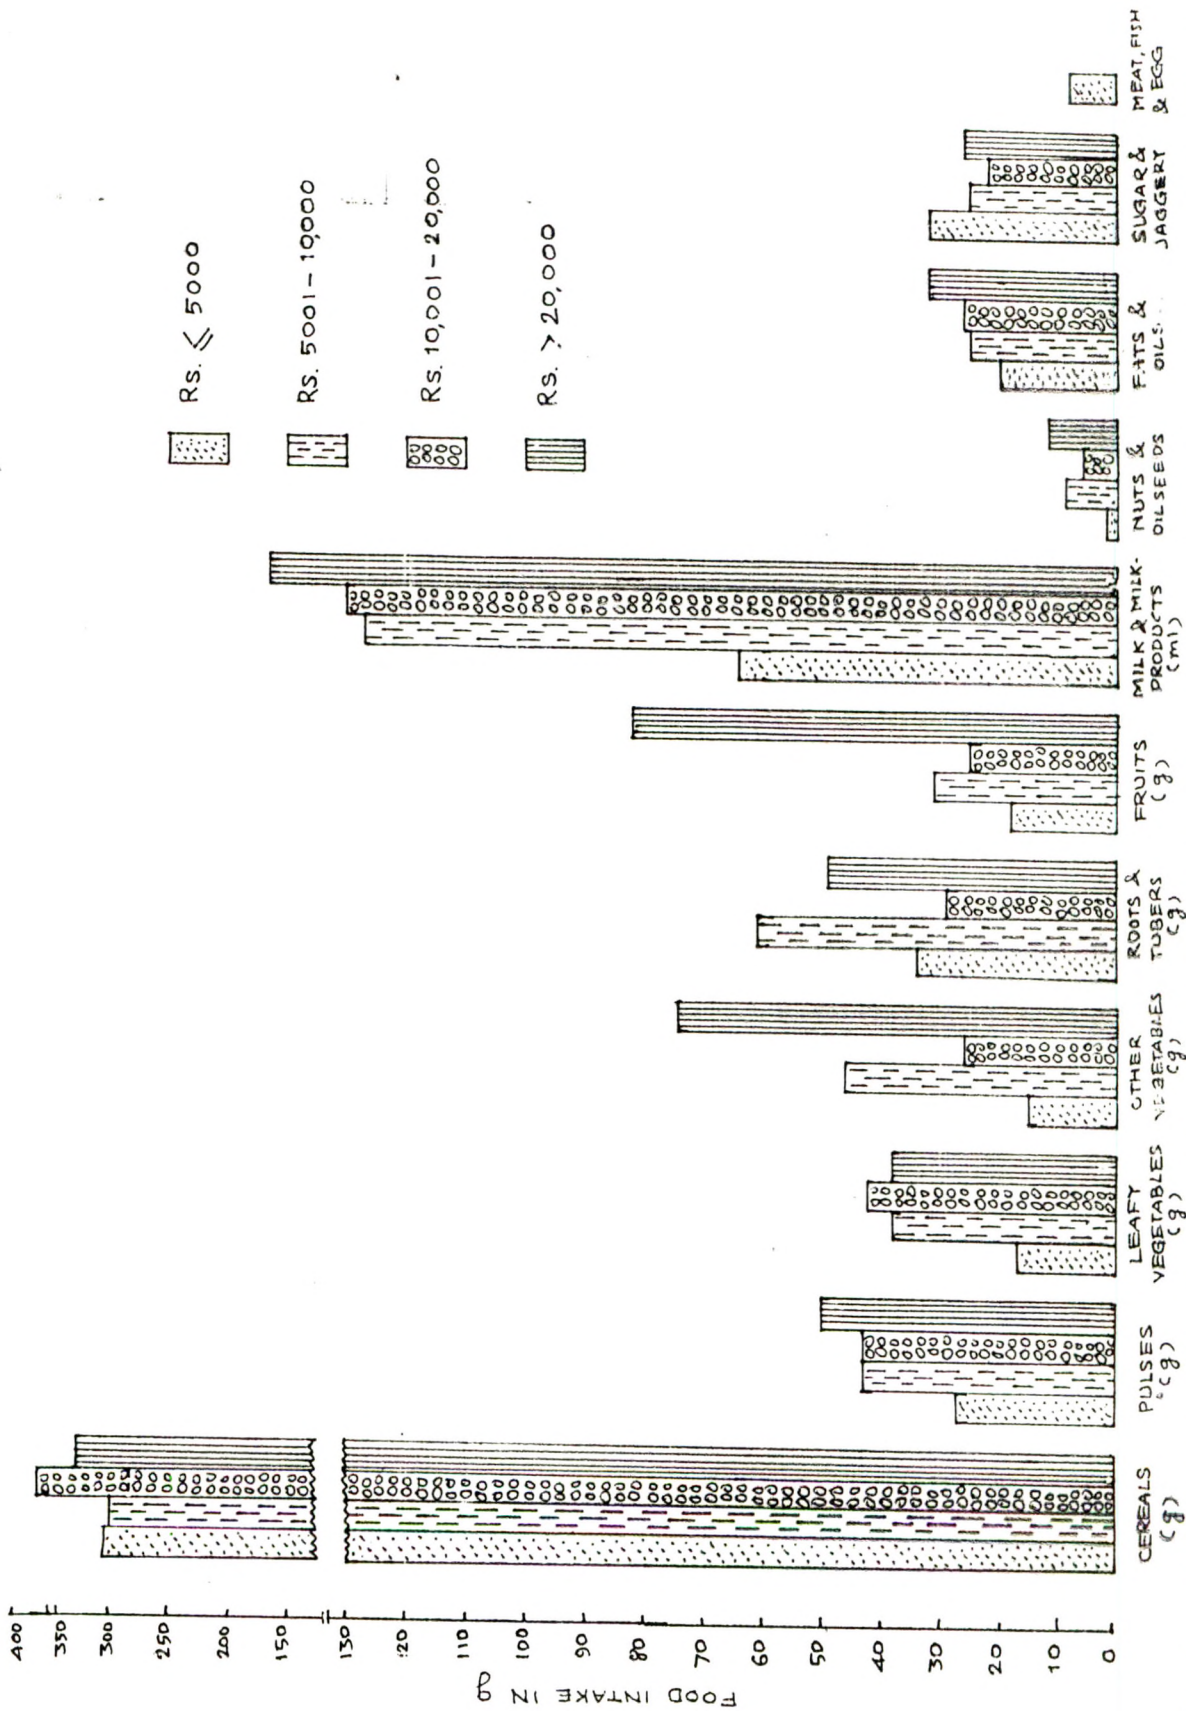 FOOD INTAKE IN g
400
350
300
250
200
150
130
120
110
100
90
80
70
60
50
40
30
20
10
0
Rs. ⩽ 5000
Rs. 5001 - 10,000
Rs. 10,001 - 20,000
Rs. > 20,000
CEREALS
(g)
PULSES
(g)
LEAFY
VEGETABLES
(g)
OTHER
VEGETABLES
(g)
ROOTS &
TUBERS
(g)
FRUITS
(g)
MILK & MILK-
PRODUCTS
(ml)
NUTS &
OILSEEDS
FATS &
OILS
SUGAR &
JAGGERY
MEAT, FISH
& EGG